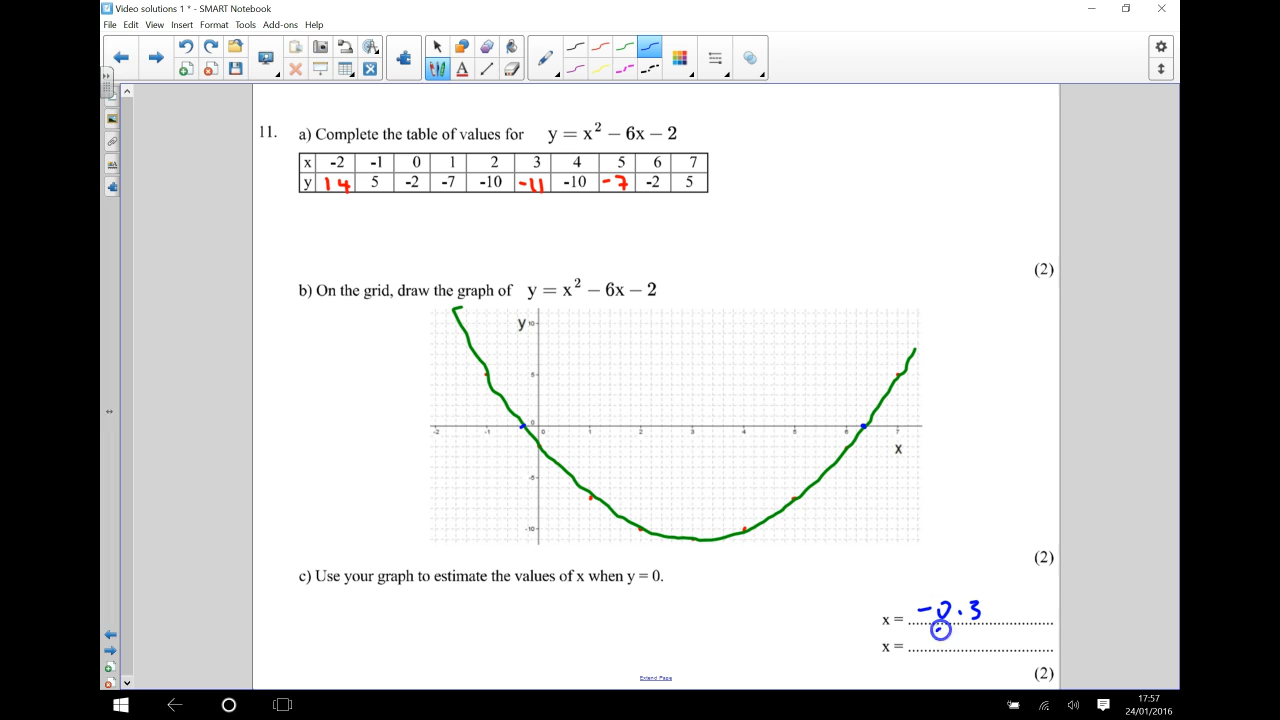 Video solutions 1 * - SMART Notebook
File Edit View Insert Format Tools Add-ons Help
11. a) Complete the table of values for y = x² − 6x − 2
x -2 -1 0 1 2 3 4 5 6 7
y 14 5 -2 -7 -10 -11 -10 -7 -2 5
(2)
b) On the grid, draw the graph of y = x² − 6x − 2
y 10
5
0
-2 -1 0 1 2 4 5 6 7
x
-5
-10
(2)
c) Use your graph to estimate the values of x when y = 0.
x = -0.3
x =
(2)
Extend Page
17:57
24/01/2016